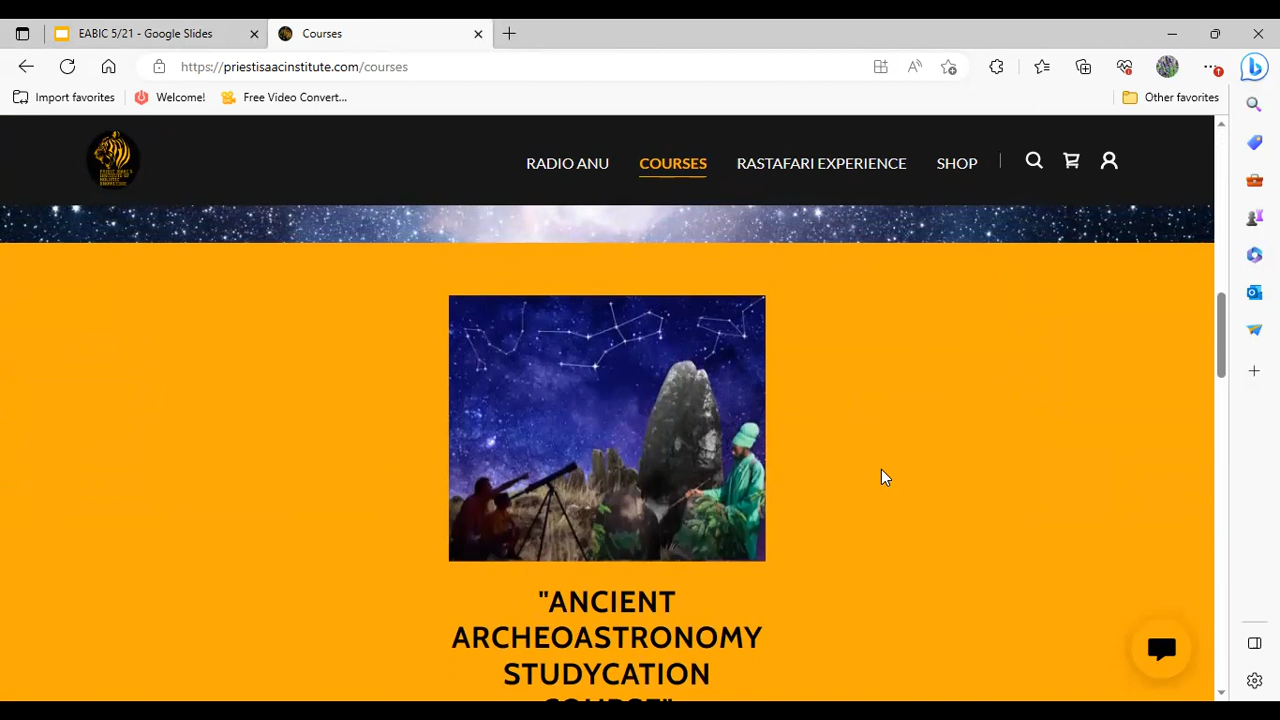 EABIC 5/21 - Google Slides
Courses
https://priestisaacinstitute.com/courses
Import favorites
Welcome!
Free Video Convert...
Other favorites
RADIO ANU
COURSES
RASTAFARI EXPERIENCE
SHOP
"ANCIENT
ARCHEOASTRONOMY
STUDYCATION
COURSE"